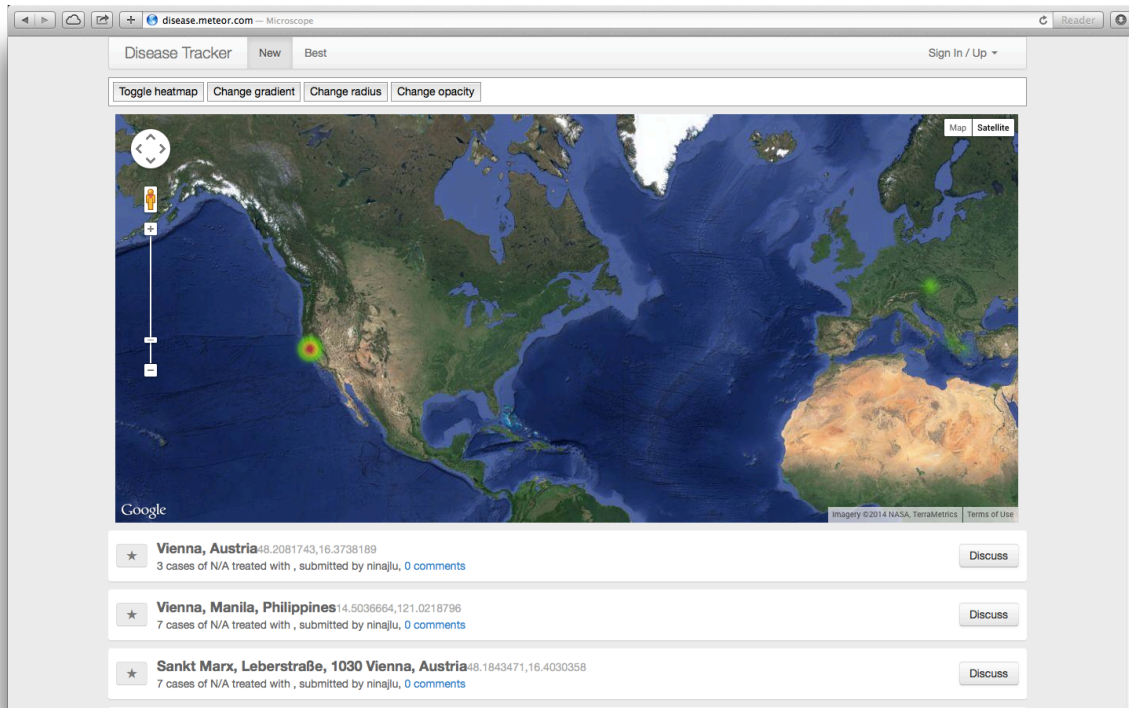 disease.meteor.com — Microscope
Reader
Disease Tracker New Best Sign In / Up
Toggle heatmap Change gradient Change radius Change opacity
Map Satellite
Google
Imagery ©2014 NASA, TerraMetrics Terms of Use
Vienna, Austria48.2081743,16.3738189
3 cases of N/A treated with , submitted by ninajlu, 0 comments
Discuss
Vienna, Manila, Philippines14.5036664,121.0218796
7 cases of N/A treated with , submitted by ninajlu, 0 comments
Discuss
Sankt Marx, Leberstraße, 1030 Vienna, Austria48.1843471,16.4030358
7 cases of N/A treated with , submitted by ninajlu, 0 comments
Discuss